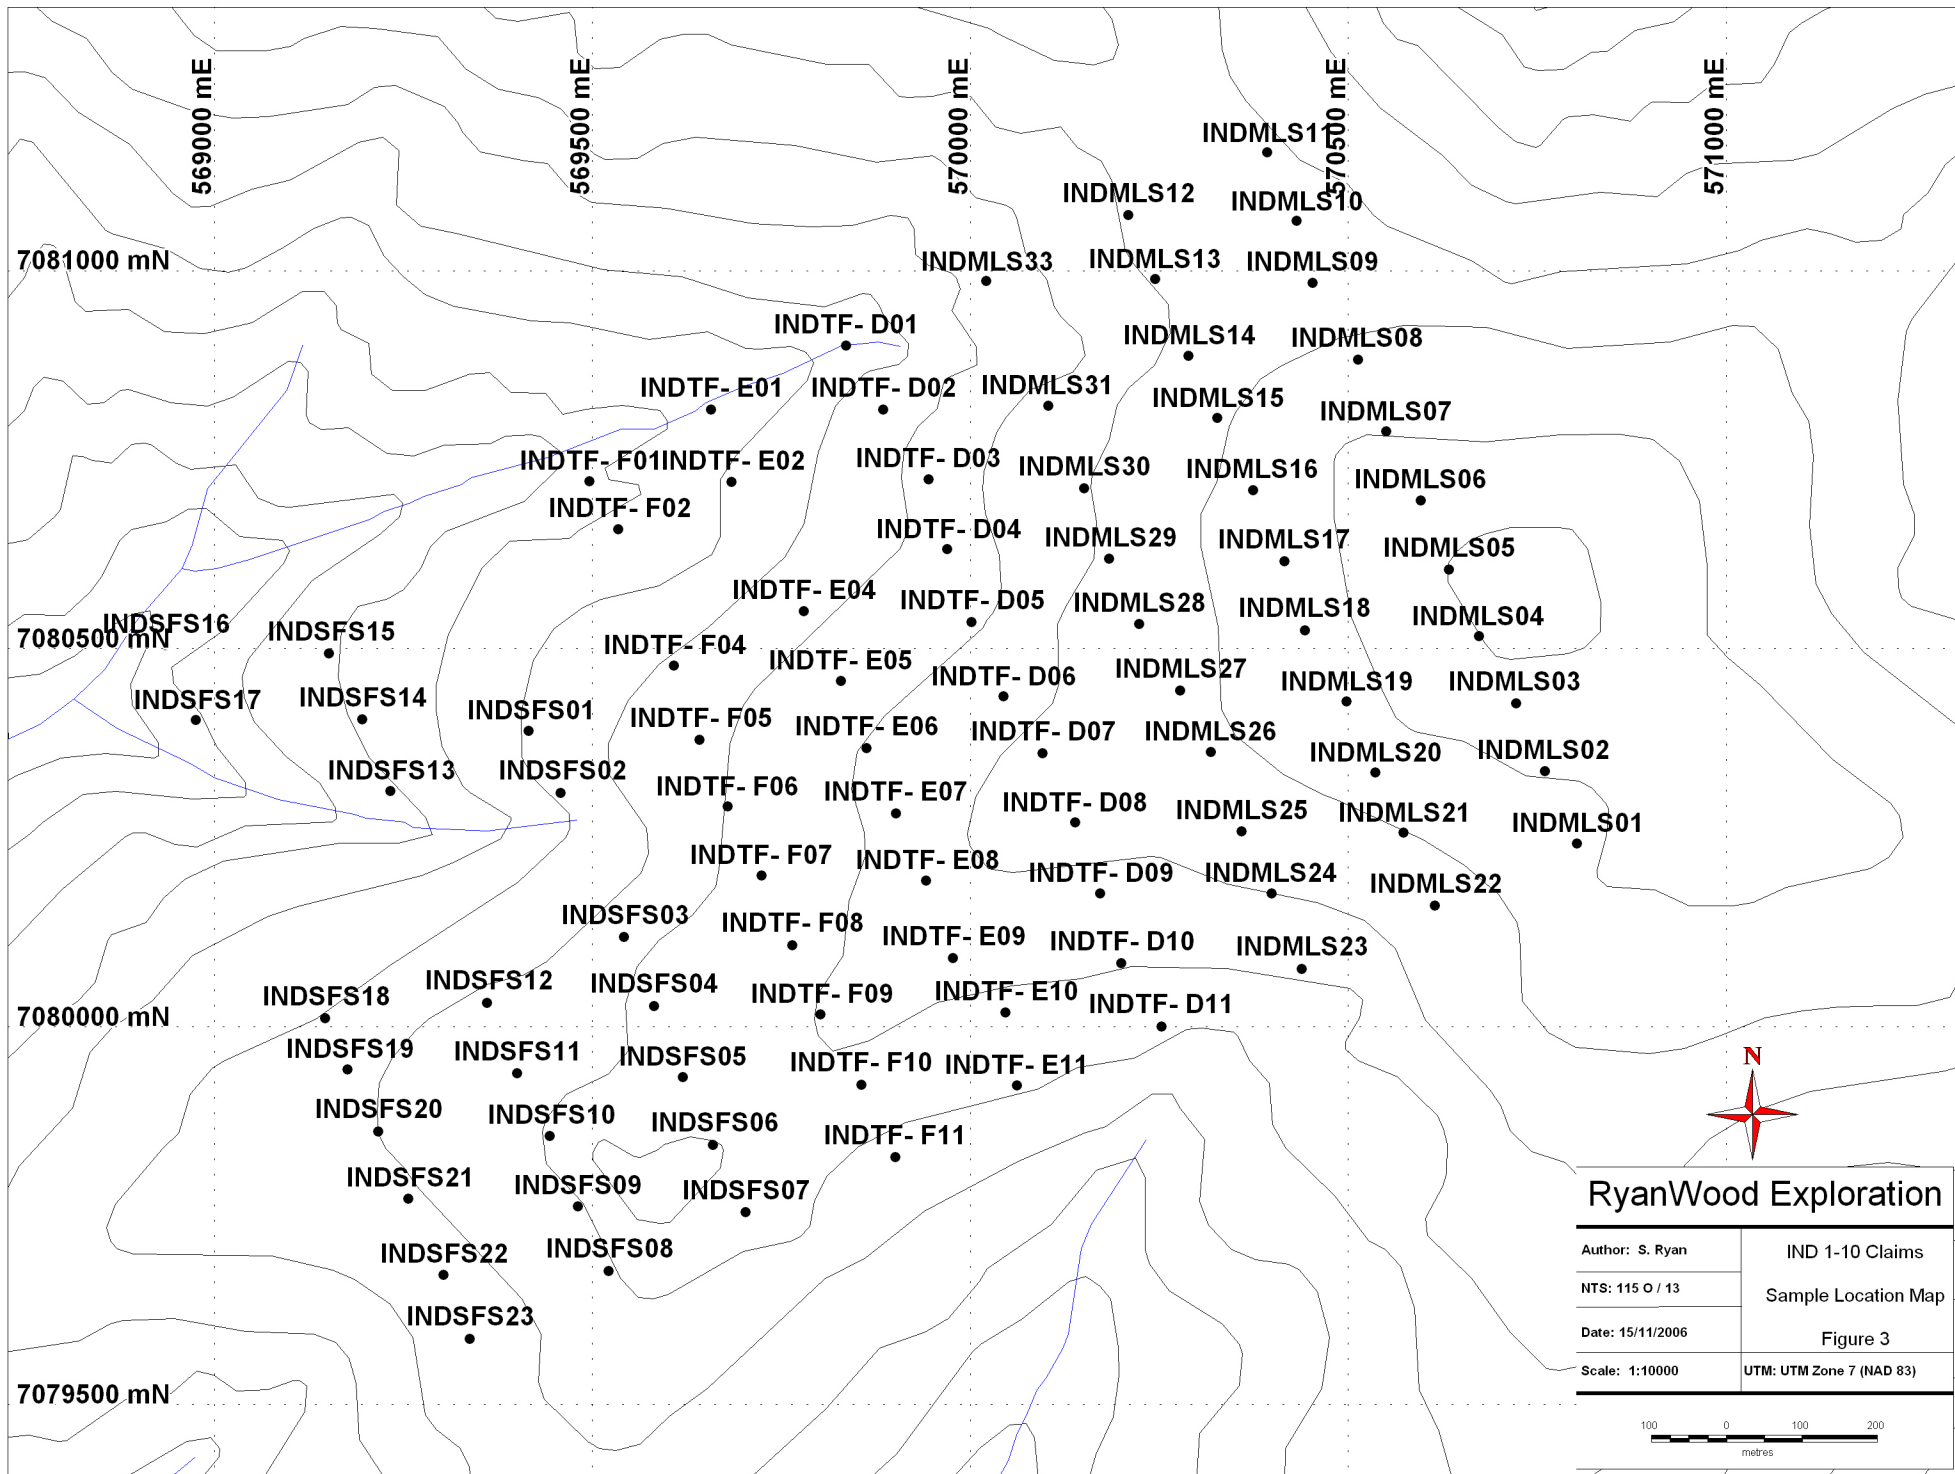 569000 mE
569500 mE
570000 mE
570500 mE
571000 mE
INDMLS11
INDMLS12
INDMLS10
7081000 mN
INDMLS33
INDMLS13
INDMLS09
INDTF- D01
INDMLS14
INDMLS08
INDTF- E01
INDTF- D02
INDMLS31
INDMLS15
INDMLS07
INDTF- F01
INDTF- E02
INDTF- D03
INDMLS30
INDMLS16
INDMLS06
INDTF- F02
INDTF- D04
INDMLS29
INDMLS17
INDMLS05
INDTF- E04
INDTF- D05
INDMLS28
INDMLS18
INDMLS04
INDSFS16
7080500 mN
INDSFS15
INDTF- F04
INDTF- E05
INDTF- D06
INDMLS27
INDMLS19
INDMLS03
INDSFS17
INDSFS14
INDSFS01
INDTF- F05
INDTF- E06
INDTF- D07
INDMLS26
INDMLS20
INDMLS02
INDSFS13
INDSFS02
INDTF- F06
INDTF- E07
INDTF- D08
INDMLS25
INDMLS21
INDMLS01
INDTF- F07
INDTF- E08
INDTF- D09
INDMLS24
INDMLS22
INDSFS03
INDTF- F08
INDTF- E09
INDTF- D10
INDMLS23
INDSFS18
INDSFS12
INDSFS04
INDTF- F09
INDTF- E10
INDTF- D11
7080000 mN
INDSFS19
INDSFS11
INDSFS05
INDTF- F10
INDTF- E11
INDSFS20
INDSFS10
INDSFS06
INDTF- F11
INDSFS21
INDSFS09
INDSFS07
INDSFS22
INDSFS08
INDSFS23
7079500 mN
N
RyanWood Exploration
Author: S. Ryan
NTS: 115 O / 13
Date: 15/11/2006
Scale: 1:10000
IND 1-10 Claims
Sample Location Map
Figure 3
UTM: UTM Zone 7 (NAD 83)
100 0 100 200
metres